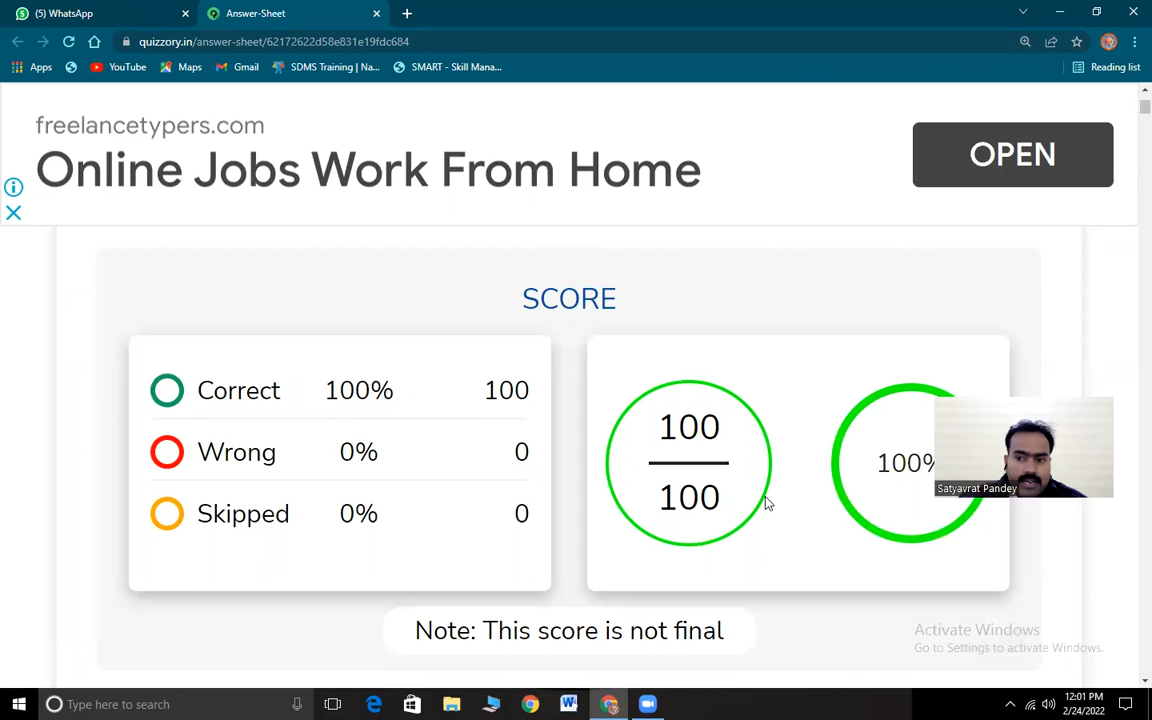 (5) WhatsApp
Answer-Sheet
quizzory.in/answer-sheet/62172622d58e831e19fdc684
Apps
YouTube
Maps
Gmail
SDMS Training | Na...
SMART - Skill Mana...
Reading list
freelancetypers.com
Online Jobs Work From Home
OPEN
SCORE
Correct 100% 100
Wrong 0% 0
Skipped 0% 0
100
100
100%
Satyavrat Pandey
Note: This score is not final
Activate Windows
Go to Settings to activate Windows.
Type here to search
12:01 PM
2/24/2022